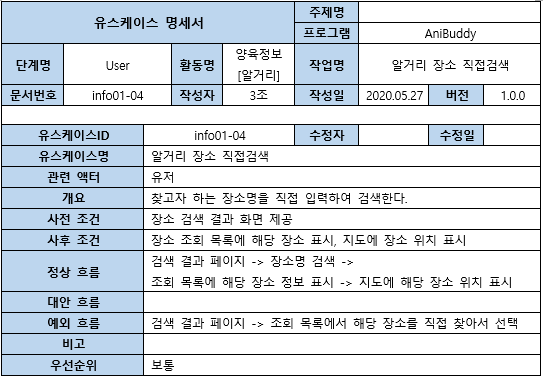 유스케이스 명세서 주제명
프로그램 AniBuddy
단계명 User 활동명 양육정보 [알거리] 작업명 알거리 장소 직접검색
문서번호 info01-04 작성자 3조 작성일 2020.05.27 버전 1.0.0
유스케이스ID info01-04 수정자 수정일
유스케이스명 알거리 장소 직접검색
관련 액터 유저
개요 찾고자 하는 장소명을 직접 입력하여 검색한다.
사전 조건 장소 검색 결과 화면 제공
사후 조건 장소 조회 목록에 해당 장소 표시, 지도에 장소 위치 표시
정상 흐름 검색 결과 페이지 -> 장소명 검색 ->
조회 목록에 해당 장소 정보 표시 -> 지도에 해당 장소 위치 표시
대안 흐름
예외 흐름 검색 결과 페이지 -> 조회 목록에서 해당 장소를 직접 찾아서 선택
비고
우선순위 보통